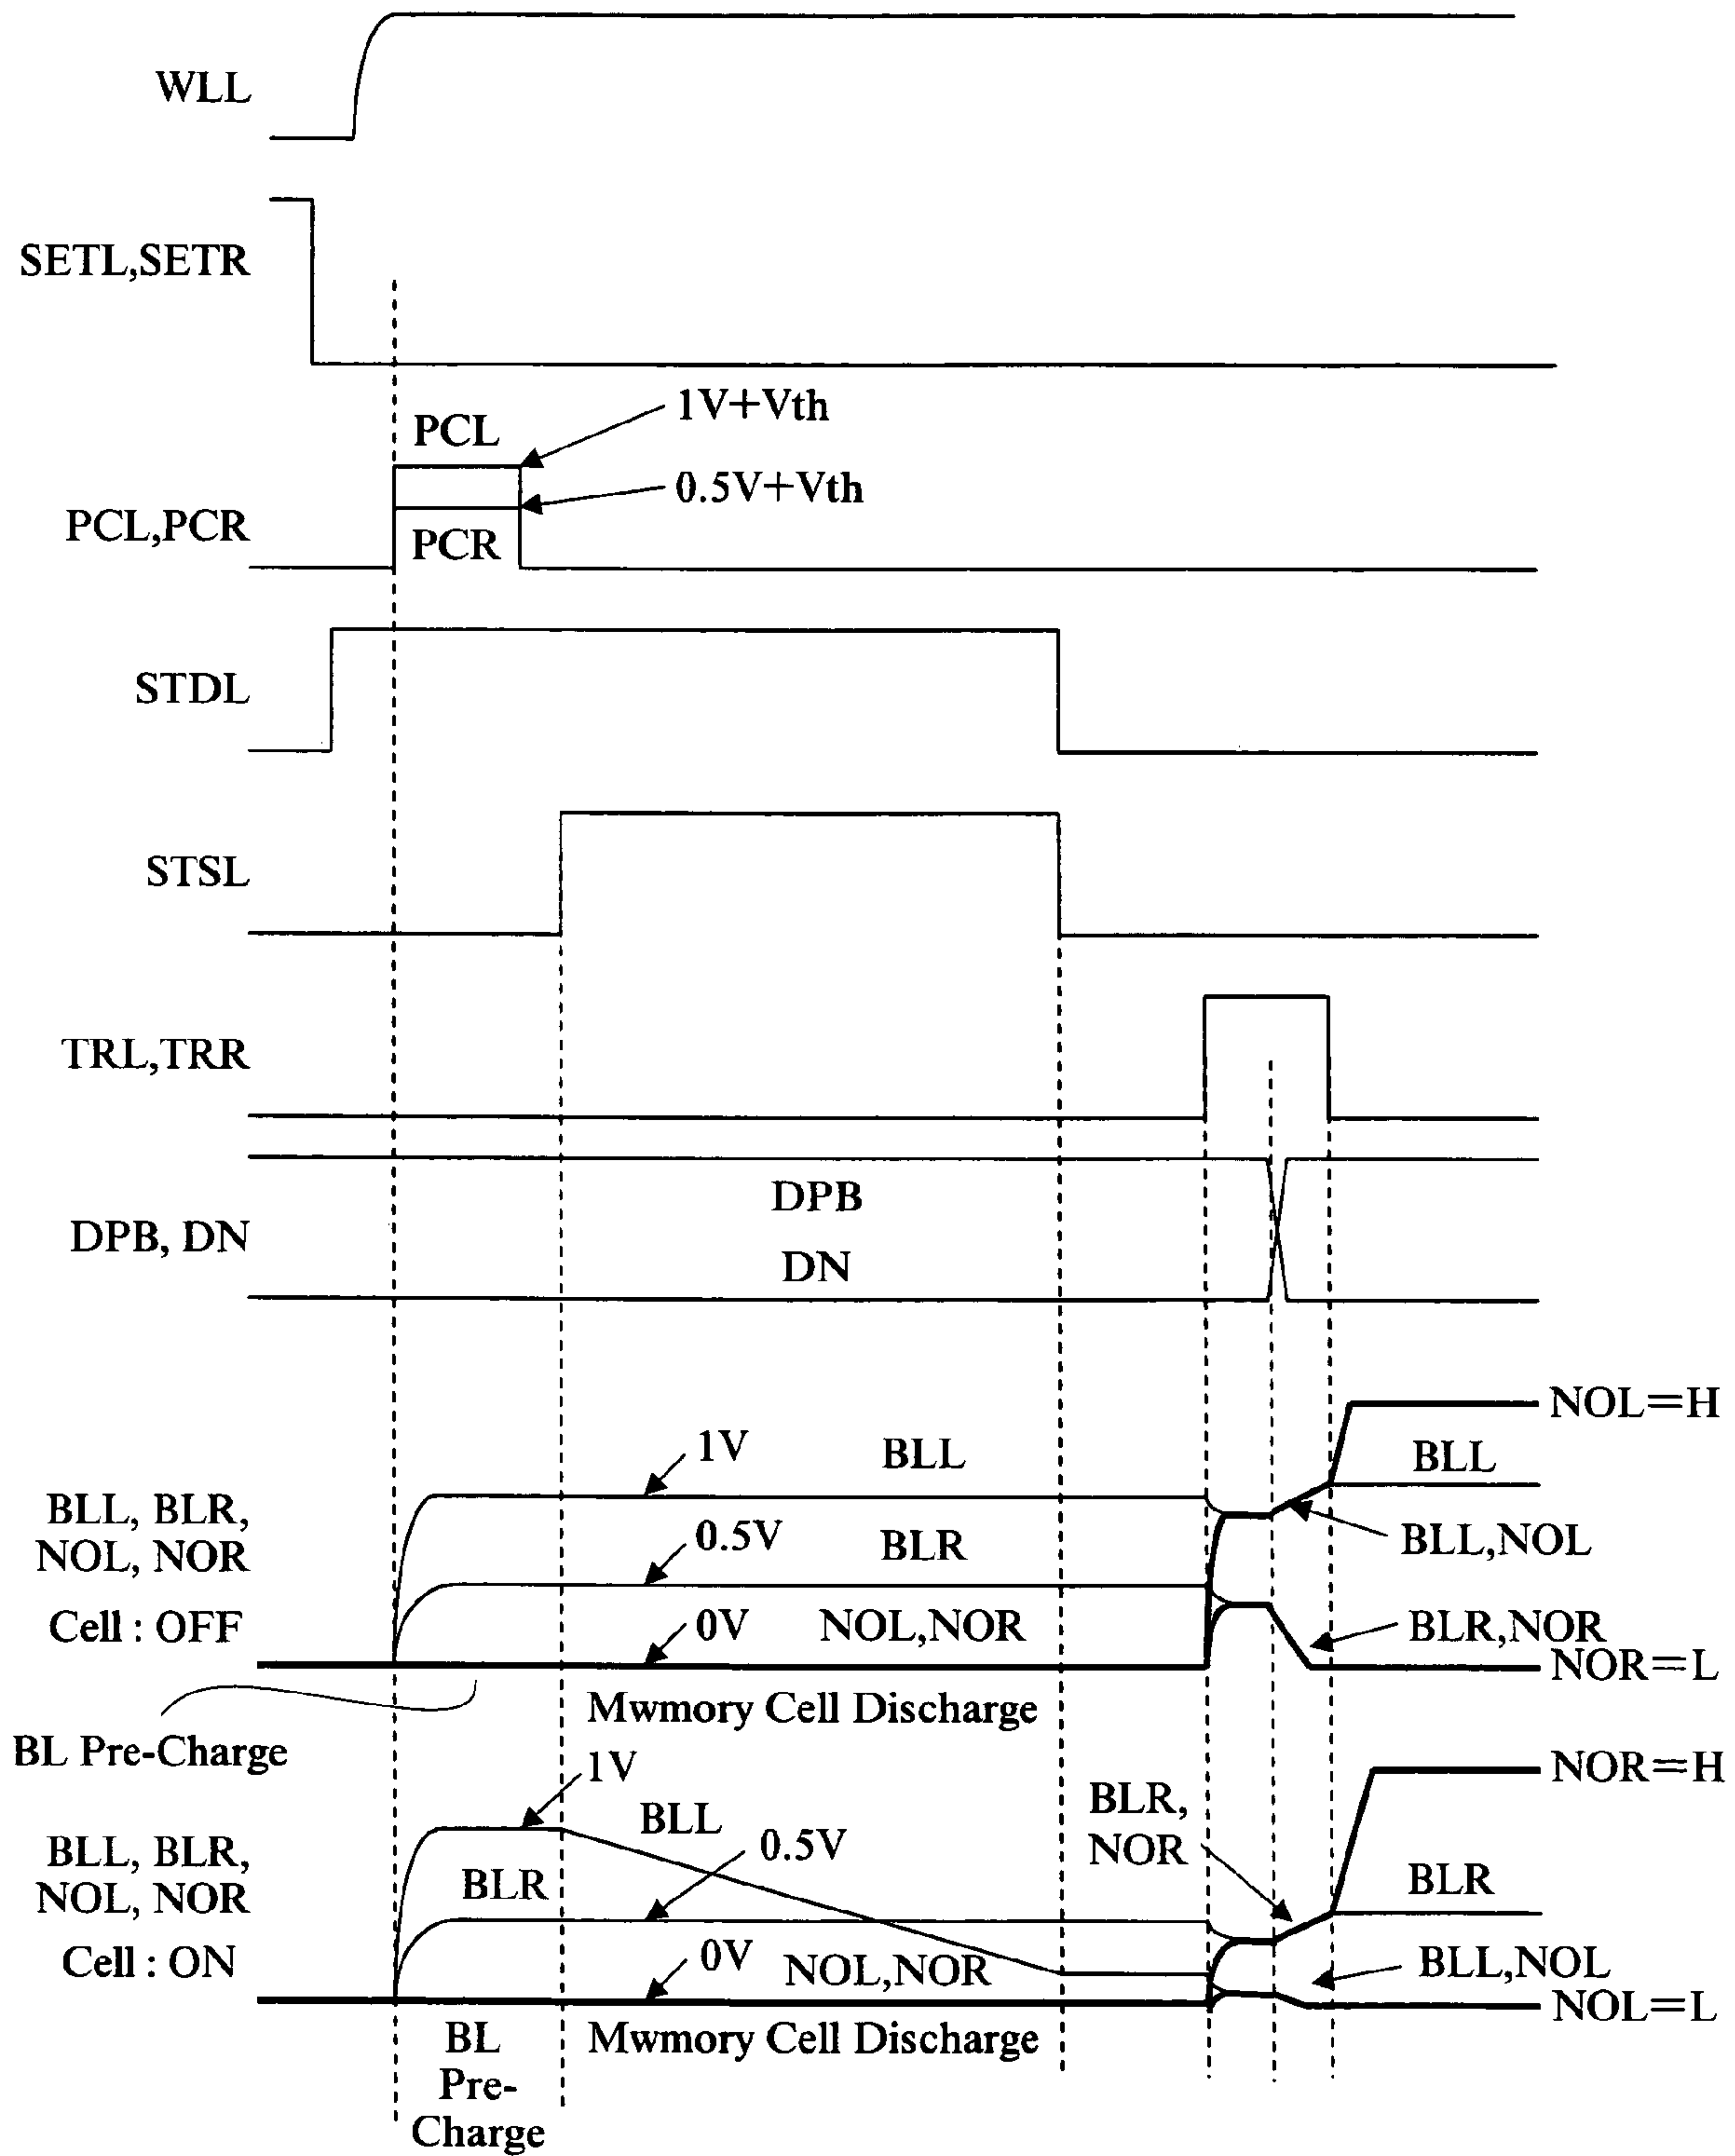 WLL
SETL,SETR
1V+Vth
PCL
0.5V+Vth
PCL,PCR
PCR
STDL
STSL
TRL,TRR
DPB
DPB, DN
DN
NOL=H
1V
BLL
BLL
BLL, BLR,
NOL, NOR
0.5V
BLR
BLL,NOL
Cell : OFF
0V
NOL,NOR
BLR,NOR
NOR=L
Mwmory Cell Discharge
BL Pre-Charge
1V
NOR=H
BLL
BLR,
NOR
BLL, BLR,
NOL, NOR
0.5V
BLR
BLR
Cell : ON
0V
NOL,NOR
BLL,NOL
NOL=L
BL
Pre-
Charge
Mwmory Cell Discharge